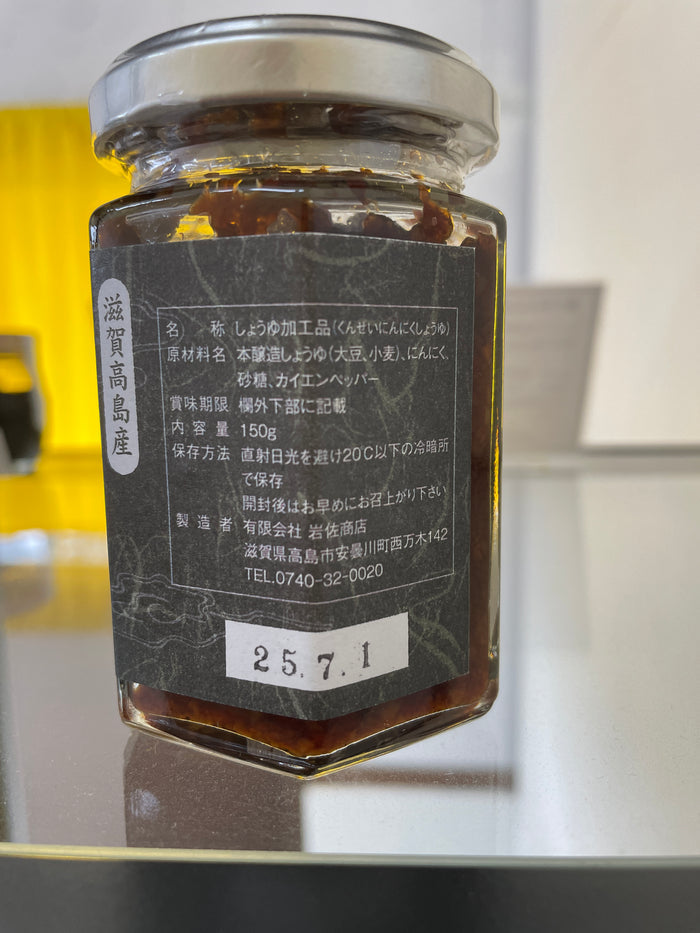 滋賀高島産
名称 しょうゆ加工品(くんせいにんにくしょうゆ)
原材料名 本醸造しょうゆ(大豆、小麦)、にんにく、
砂糖、カイエンペッパー
賞味期限 欄外下部に記載
内容量 150g
保存方法 直射日光を避け20℃以下の冷暗所
で保存
開封後はお早めにお召上がり下さい
製造者 有限会社 岩佐商店
滋賀県高島市安曇川町西万木142
TEL.0740-32-0020
25.7.1